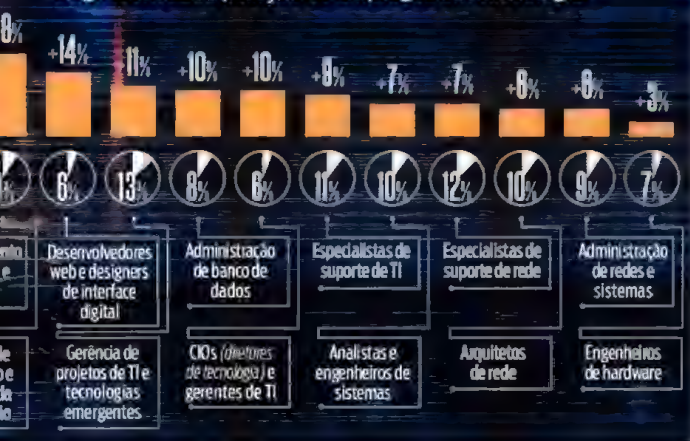 8%
+14%
11%
+10%
+10%
+9%
+7%
+7%
+6%
+6%
+3%
6%
13%
8%
6%
11%
10%
12%
10%
9%
7%
Desenvolvedores
web e designers
de interface
digital
Administração
de banco de
dados
Especialistas de
suporte de TI
Especialistas de
suporte de rede
Administração
de redes e
sistemas
Gerência de
projetos de TI e
tecnologias
emergentes
CIOs (diretores
de tecnologia) e
gerentes de TI
Analistas e
engenheiros de
sistemas
Arquitetos
de rede
Engenheiros
de hardware